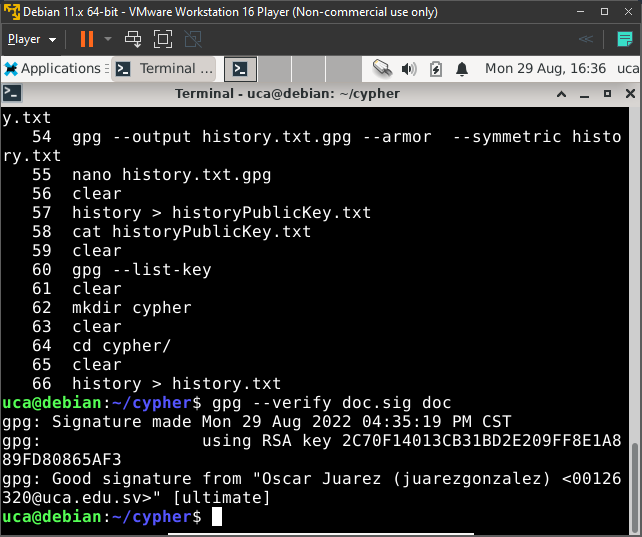 Debian 11.x 64-bit - VMware Workstation 16 Player (Non-commercial use only)
Player
Applications Terminal ... Mon 29 Aug, 16:36 uca
Terminal - uca@debian: ~/cypher
y.txt
54 gpg --output history.txt.gpg --armor --symmetric histo
ry.txt
55 nano history.txt.gpg
56 clear
57 history > historyPublicKey.txt
58 cat historyPublicKey.txt
59 clear
60 gpg --list-key
61 clear
62 mkdir cypher
63 clear
64 cd cypher/
65 clear
66 history > history.txt
uca@debian:~/cypher$ gpg --verify doc.sig doc
gpg: Signature made Mon 29 Aug 2022 04:35:19 PM CST
gpg: using RSA key 2C70F14013CB31BD2E209FF8E1A8
89FD80865AF3
gpg: Good signature from "Oscar Juarez (juarezgonzalez) <00126
320@uca.edu.sv>" [ultimate]
uca@debian:~/cypher$